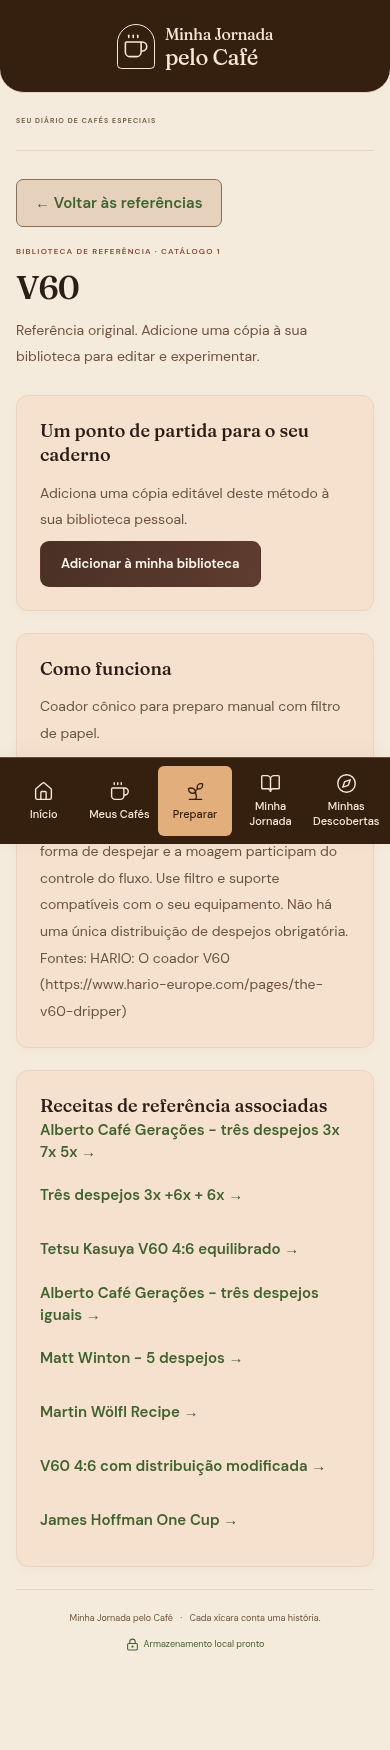 Minha Jornada
pelo Café
SEU DIÁRIO DE CAFÉS ESPECIAIS
← Voltar às referências
BIBLIOTECA DE REFERÊNCIA · CATÁLOGO 1
V60
Referência original. Adicione uma cópia à sua
biblioteca para editar e experimentar.
Um ponto de partida para o seu
caderno
Adiciona uma cópia editável deste método à
sua biblioteca pessoal.
Adicionar à minha biblioteca
Como funciona
Coador cônico para preparo manual com filtro
de papel.
Início
Meus Cafés
Preparar
Minha
Jornada
Minhas
Descobertas
forma de despejar e a moagem participam do
controle do fluxo. Use filtro e suporte
compatíveis com o seu equipamento. Não há
uma única distribuição de despejos obrigatória.
Fontes: HARIO: O coador V60
(https://www.hario-europe.com/pages/the-
v60-dripper)
Receitas de referência associadas
Alberto Café Gerações - três despejos 3x
7x 5x →
Três despejos 3x +6x + 6x →
Tetsu Kasuya V60 4:6 equilibrado →
Alberto Café Gerações - três despejos
iguais →
Matt Winton - 5 despejos →
Martin Wölfl Recipe →
V60 4:6 com distribuição modificada →
James Hoffman One Cup →
Minha Jornada pelo Café · Cada xícara conta uma história.
Armazenamento local pronto